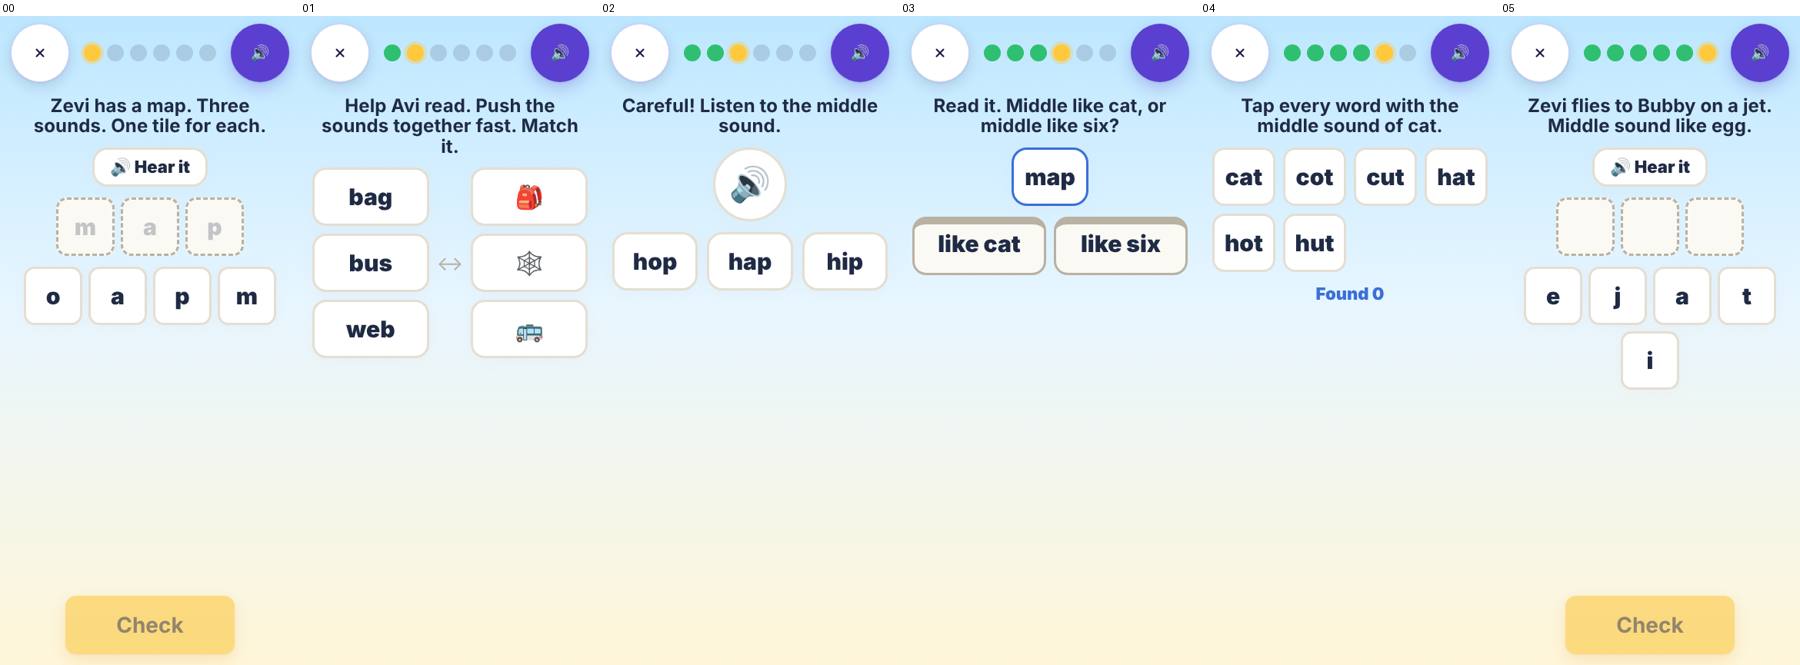 00
01
02
03
04
05
×
Zevi has a map. Three
sounds. One tile for each.
Hear it
m a p
o a p m
Check
×
Help Avi read. Push the
sounds together fast. Match
it.
bag
bus ↔
web
×
Careful! Listen to the middle
sound.
hop hap hip
×
Read it. Middle like cat, or
middle like six?
map
like cat like six
×
Tap every word with the
middle sound of cat.
cat cot cut hat
hot hut
Found 0
×
Zevi flies to Bubby on a jet.
Middle sound like egg.
Hear it
e j a t
i
Check